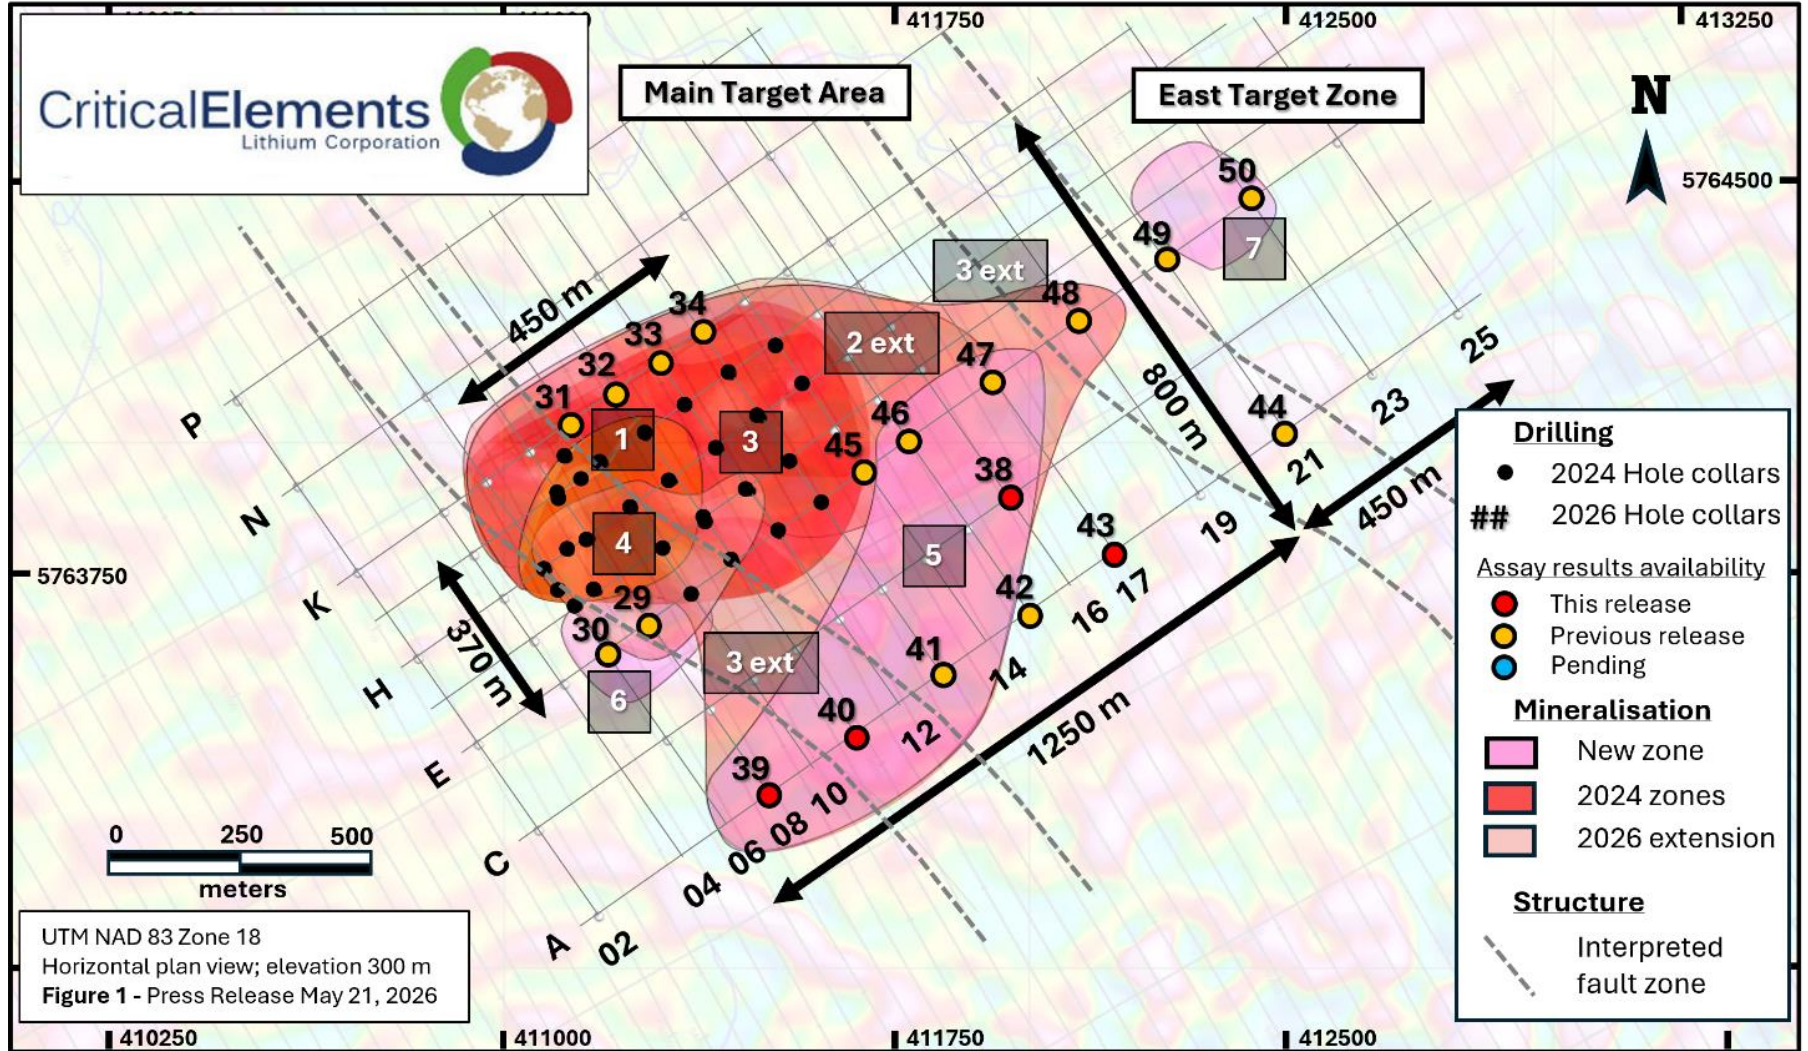 411750
412500
413250
CriticalElements
Lithium Corporation
Main Target Area
East Target Zone
N
5764500
50
49
7
3 ext
48
450 m
34
33
2 ext
32
47
31
1
3
46
45
800 m
44
25
23
21
P
N
K
H
E
C
A
38
43
19
450 m
4
5
5763750
42
16
17
29
30
370 m
3 ext
41
14
6
40
12
1250 m
39
10
08
06
04
02
0 250 500
meters
UTM NAD 83 Zone 18
Horizontal plan view; elevation 300 m
Figure 1 - Press Release May 21, 2026
Drilling
2024 Hole collars
## 2026 Hole collars
Assay results availability
This release
Previous release
Pending
Mineralisation
New zone
2024 zones
2026 extension
Structure
Interpreted
fault zone
410250
411000
411750
412500